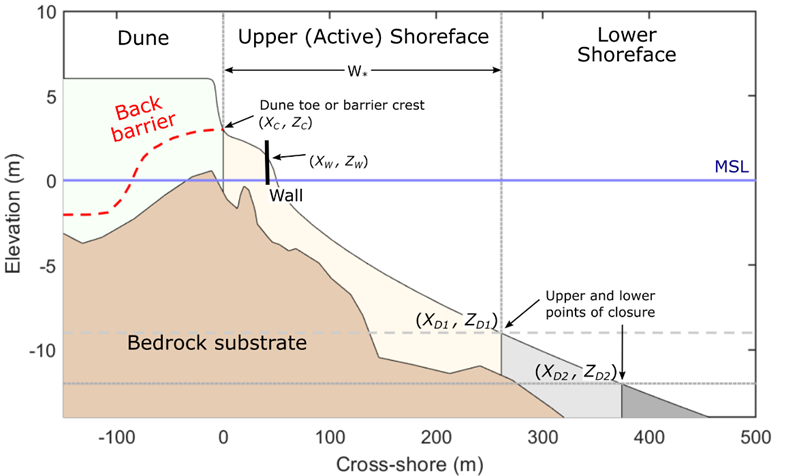 10
5
0
-5
-10
Elevation (m)
Dune
Upper (Active) Shoreface
Lower
Shoreface
W*
Back
barrier
Dune toe or barrier crest
(XC, ZC)
(XW, ZW)
Wall
MSL
Upper and lower
points of closure
(XD1, ZD1)
(XD2, ZD2)
Bedrock substrate
-100
0
100
200
300
400
500
Cross-shore (m)